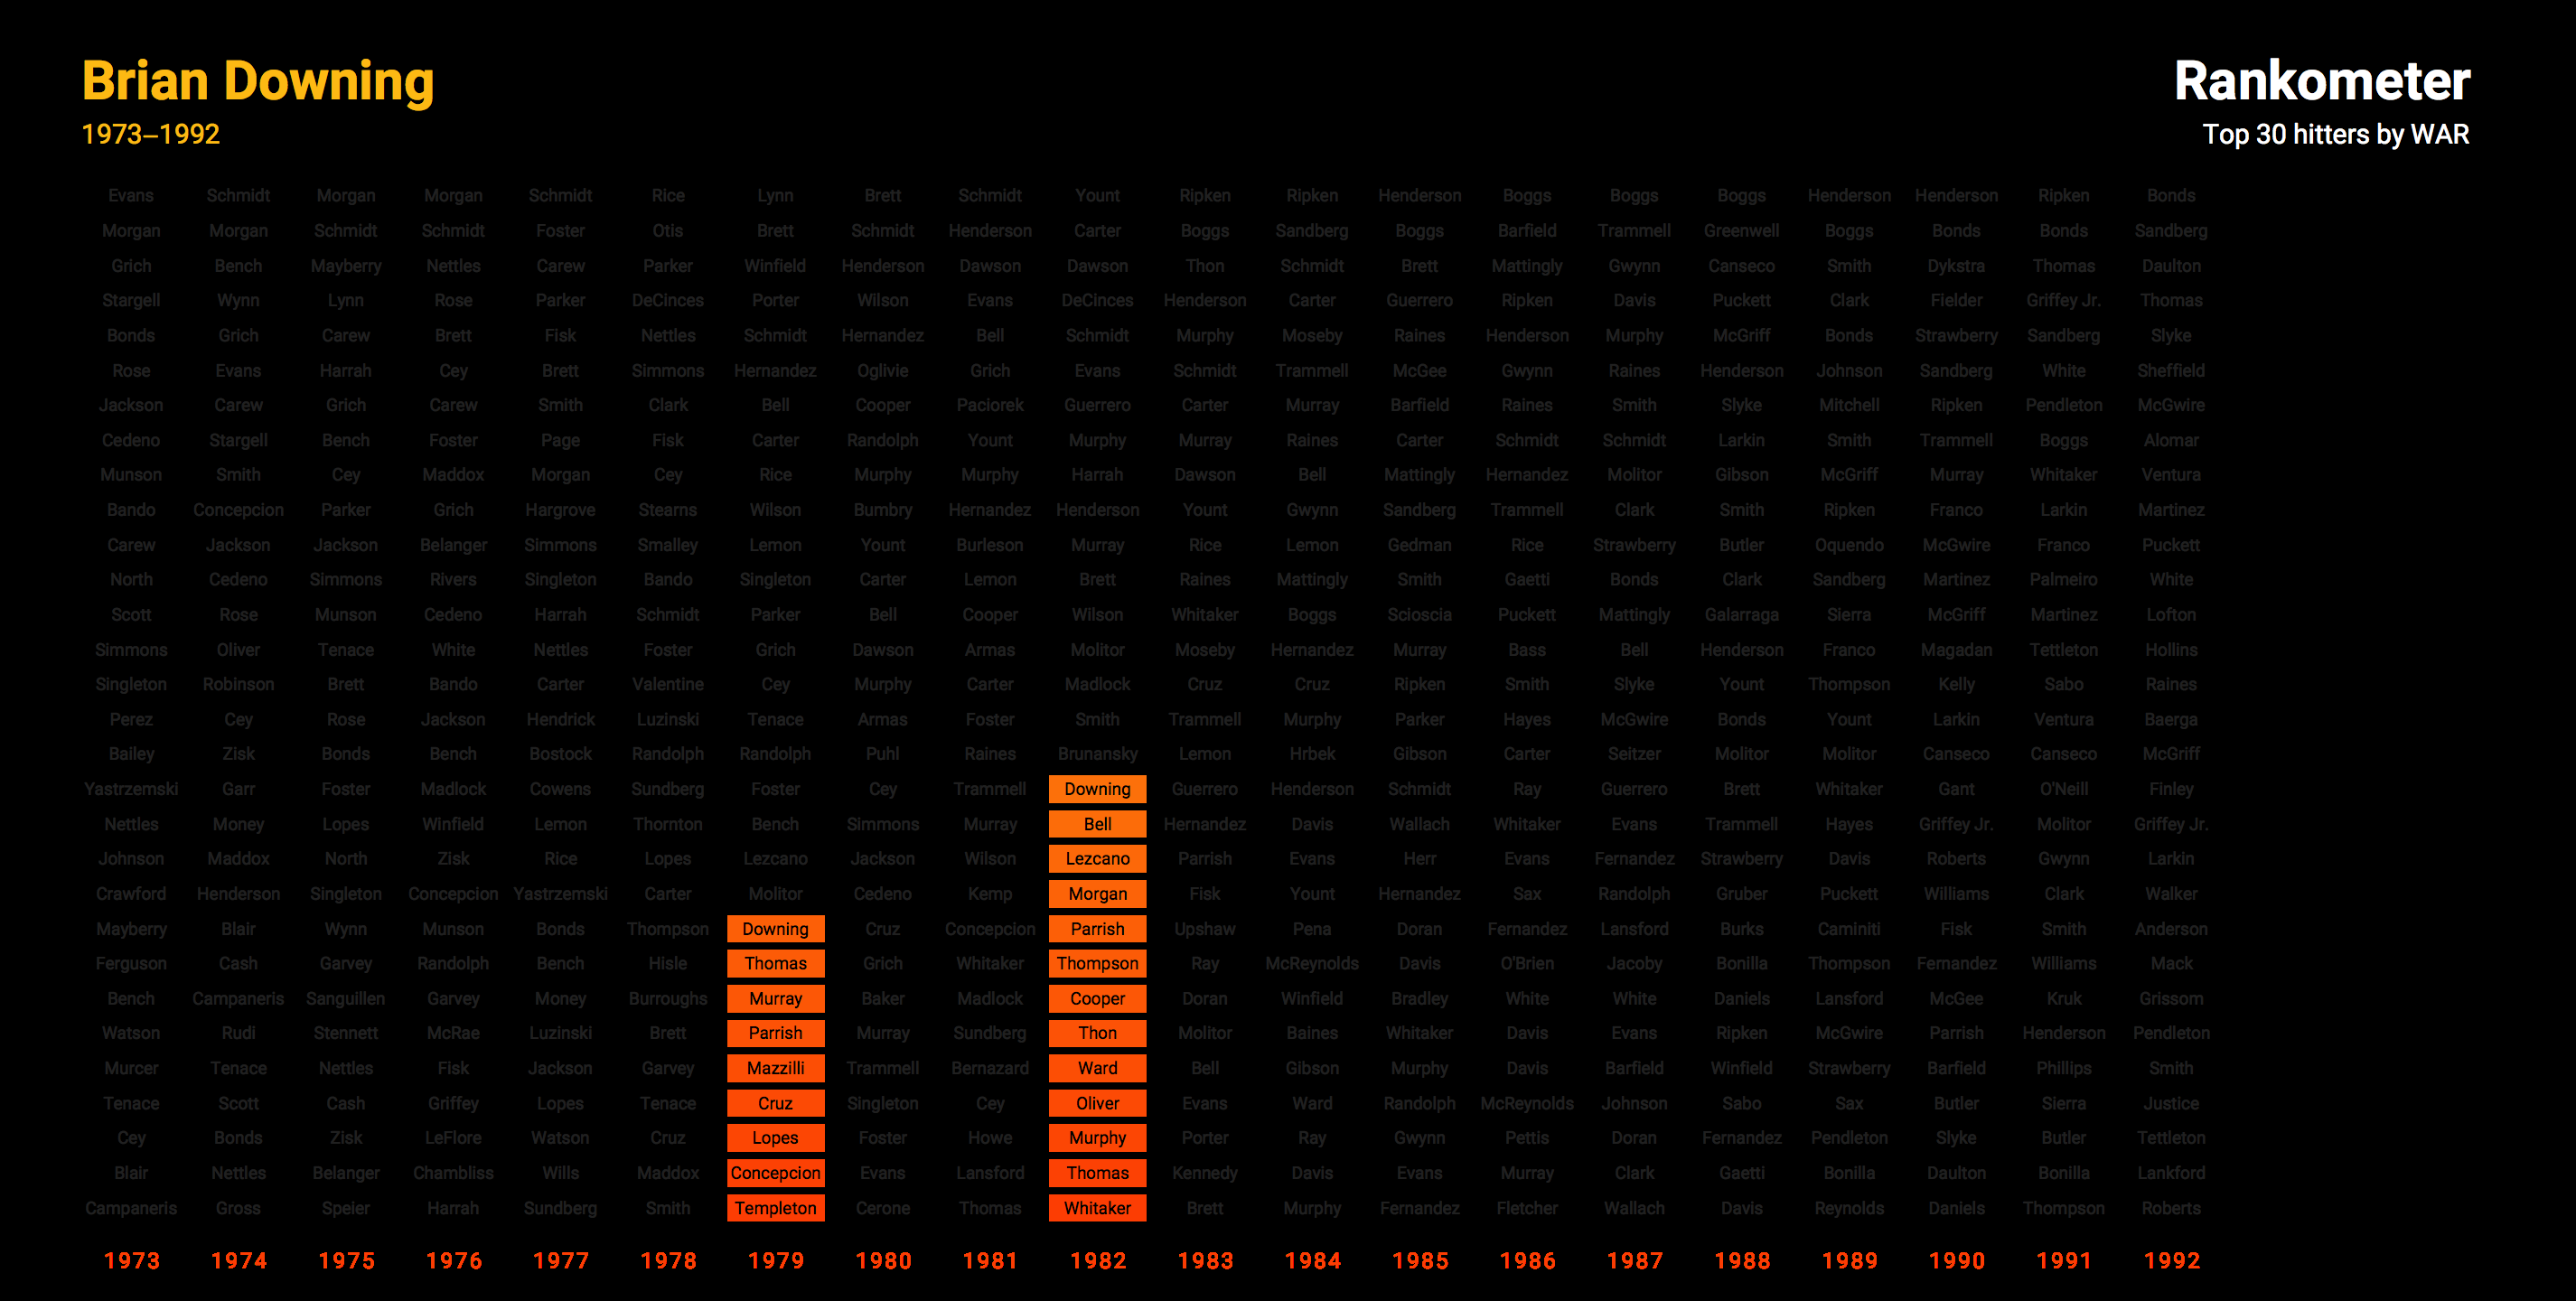 Brian Downing
1973–1992
Rankometer
Top 30 hitters by WAR
Evans Schmidt Morgan Morgan Schmidt Rice Lynn Brett Schmidt Yount Ripken Ripken Henderson Boggs Boggs Boggs Henderson Henderson Ripken Bonds
Morgan Morgan Schmidt Schmidt Foster Otis Brett Schmidt Henderson Carter Boggs Sandberg Boggs Barfield Trammell Greenwell Boggs Bonds Bonds Sandberg
Grich Bench Mayberry Nettles Carew Parker Winfield Henderson Dawson Dawson Thon Schmidt Brett Mattingly Gwynn Canseco Smith Dykstra Thomas Daulton
Stargell Wynn Lynn Rose Parker DeCinces Porter Wilson Evans DeCinces Henderson Carter Guerrero Ripken Davis Puckett Clark Fielder Griffey Jr. Thomas
Bonds Grich Carew Brett Fisk Nettles Schmidt Hernandez Bell Schmidt Murphy Moseby Raines Henderson Murphy McGriff Bonds Strawberry Sandberg Slyke
Rose Evans Harrah Cey Brett Simmons Hernandez Oglivie Grich Evans Schmidt Trammell McGee Gwynn Raines Henderson Johnson Sandberg White Sheffield
Jackson Carew Grich Carew Smith Clark Bell Cooper Paciorek Guerrero Carter Murray Barfield Raines Smith Slyke Mitchell Ripken Pendleton McGwire
Cedeno Stargell Bench Foster Page Fisk Carter Randolph Yount Murphy Murray Raines Carter Schmidt Schmidt Larkin Smith Trammell Boggs Alomar
Munson Smith Cey Maddox Morgan Cey Rice Murphy Murphy Harrah Dawson Bell Mattingly Hernandez Molitor Gibson McGriff Murray Whitaker Ventura
Bando Concepcion Parker Grich Hargrove Stearns Wilson Bumbry Hernandez Henderson Yount Gwynn Sandberg Trammell Clark Smith Ripken Franco Larkin Martinez
Carew Jackson Jackson Belanger Simmons Smalley Lemon Yount Burleson Murray Rice Lemon Gedman Rice Strawberry Butler Oquendo McGwire Franco Puckett
North Cedeno Simmons Rivers Singleton Bando Singleton Carter Lemon Brett Raines Mattingly Smith Gaetti Bonds Clark Sandberg Martinez Palmeiro White
Scott Rose Munson Cedeno Harrah Schmidt Parker Bell Cooper Wilson Whitaker Boggs Scioscia Puckett Mattingly Galarraga Sierra McGriff Martinez Lofton
Simmons Oliver Tenace White Nettles Foster Grich Dawson Armas Molitor Moseby Hernandez Murray Bass Bell Henderson Franco Magadan Tettleton Hollins
Singleton Robinson Brett Bando Carter Valentine Cey Murphy Carter Madlock Cruz Cruz Ripken Smith Slyke Yount Thompson Kelly Sabo Raines
Perez Cey Rose Jackson Hendrick Luzinski Tenace Armas Foster Smith Trammell Murphy Parker Hayes McGwire Bonds Yount Larkin Ventura Baerga
Bailey Zisk Bonds Bench Bostock Randolph Randolph Puhl Raines Brunansky Lemon Hrbek Gibson Carter Seitzer Molitor Molitor Canseco Canseco McGriff
Yastrzemski Garr Foster Madlock Cowens Sundberg Foster Cey Trammell Downing Guerrero Henderson Schmidt Ray Guerrero Brett Whitaker Gant O'Neill Finley
Nettles Money Lopes Winfield Lemon Thornton Bench Simmons Murray Bell Hernandez Davis Wallach Whitaker Evans Trammell Hayes Griffey Jr. Molitor Griffey Jr.
Johnson Maddox North Zisk Rice Lopes Lezcano Jackson Wilson Lezcano Parrish Evans Herr Evans Fernandez Strawberry Davis Roberts Gwynn Larkin
Crawford Henderson Singleton Concepcion Yastrzemski Carter Molitor Cedeno Kemp Morgan Fisk Yount Hernandez Sax Randolph Gruber Puckett Williams Clark Walker
Mayberry Blair Wynn Munson Bonds Thompson Downing Cruz Concepcion Parrish Upshaw Pena Doran Fernandez Lansford Burks Caminiti Fisk Smith Anderson
Ferguson Cash Garvey Randolph Bench Hisle Thomas Grich Whitaker Thompson Ray McReynolds Davis O'Brien Jacoby Bonilla Thompson Fernandez Williams Mack
Bench Campaneris Sanguillen Garvey Money Burroughs Murray Baker Madlock Cooper Doran Winfield Bradley White White Daniels Lansford McGee Kruk Grissom
Watson Rudi Stennett McRae Luzinski Brett Parrish Murray Sundberg Thon Molitor Baines Whitaker Davis Evans Ripken McGwire Parrish Henderson Pendleton
Murcer Tenace Nettles Fisk Jackson Garvey Mazzilli Trammell Bernazard Ward Bell Gibson Murphy Davis Barfield Winfield Strawberry Barfield Phillips Smith
Tenace Scott Cash Griffey Lopes Tenace Cruz Singleton Cey Oliver Evans Ward Randolph McReynolds Johnson Sabo Sax Butler Sierra Justice
Cey Bonds Zisk LeFlore Watson Cruz Lopes Foster Howe Murphy Porter Ray Gwynn Pettis Doran Fernandez Pendleton Slyke Butler Tettleton
Blair Nettles Belanger Chambliss Wills Maddox Concepcion Evans Lansford Thomas Kennedy Davis Evans Murray Clark Gaetti Bonilla Daulton Bonilla Lankford
Campaneris Gross Speier Harrah Sundberg Smith Templeton Cerone Thomas Whitaker Brett Murphy Fernandez Fletcher Wallach Davis Reynolds Daniels Thompson Roberts
1973 1974 1975 1976 1977 1978 1979 1980 1981 1982 1983 1984 1985 1986 1987 1988 1989 1990 1991 1992